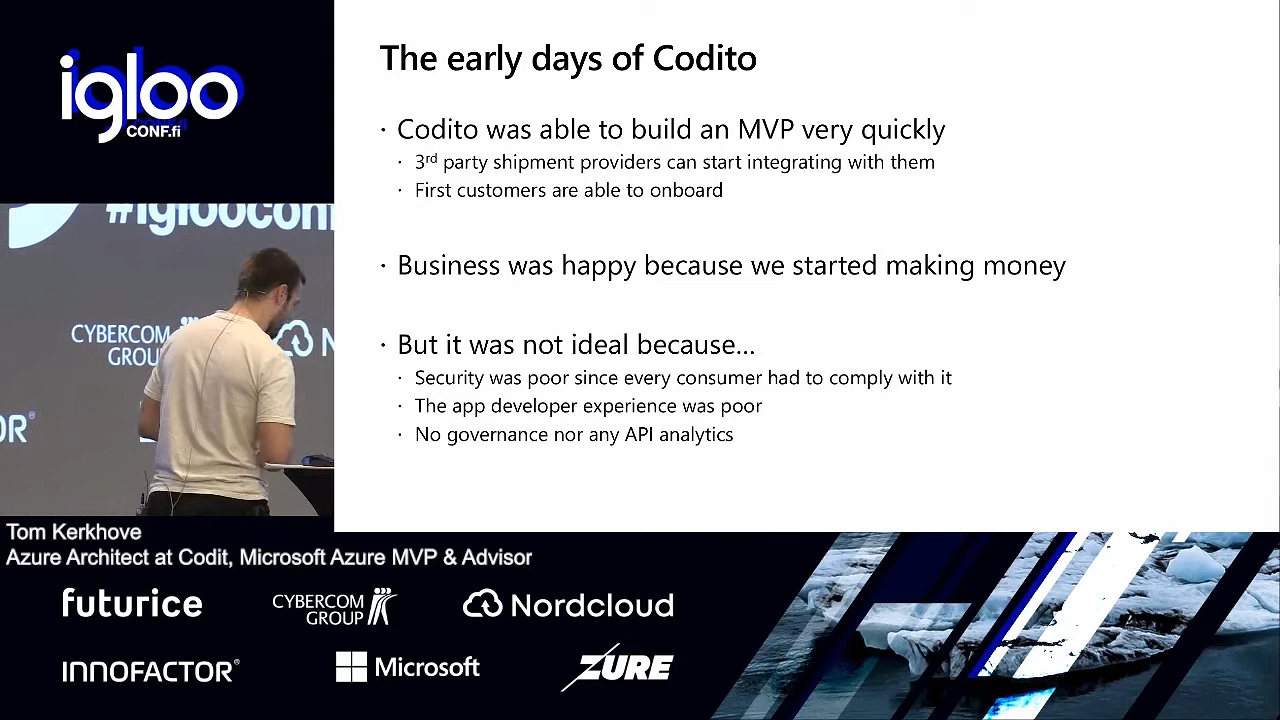 igloo
CONF.fi
#iglooconf
CYBERCOM
GROUP
N
OR®
The early days of Codito
· Codito was able to build an MVP very quickly
· 3rd party shipment providers can start integrating with them
· First customers are able to onboard
· Business was happy because we started making money
· But it was not ideal because...
· Security was poor since every consumer had to comply with it
· The app developer experience was poor
· No governance nor any API analytics
Tom Kerkhove
Azure Architect at Codit, Microsoft Azure MVP & Advisor
futurice
CYBERCOM
GROUP
Nordcloud
INNOFACTOR®
Microsoft
ZURE